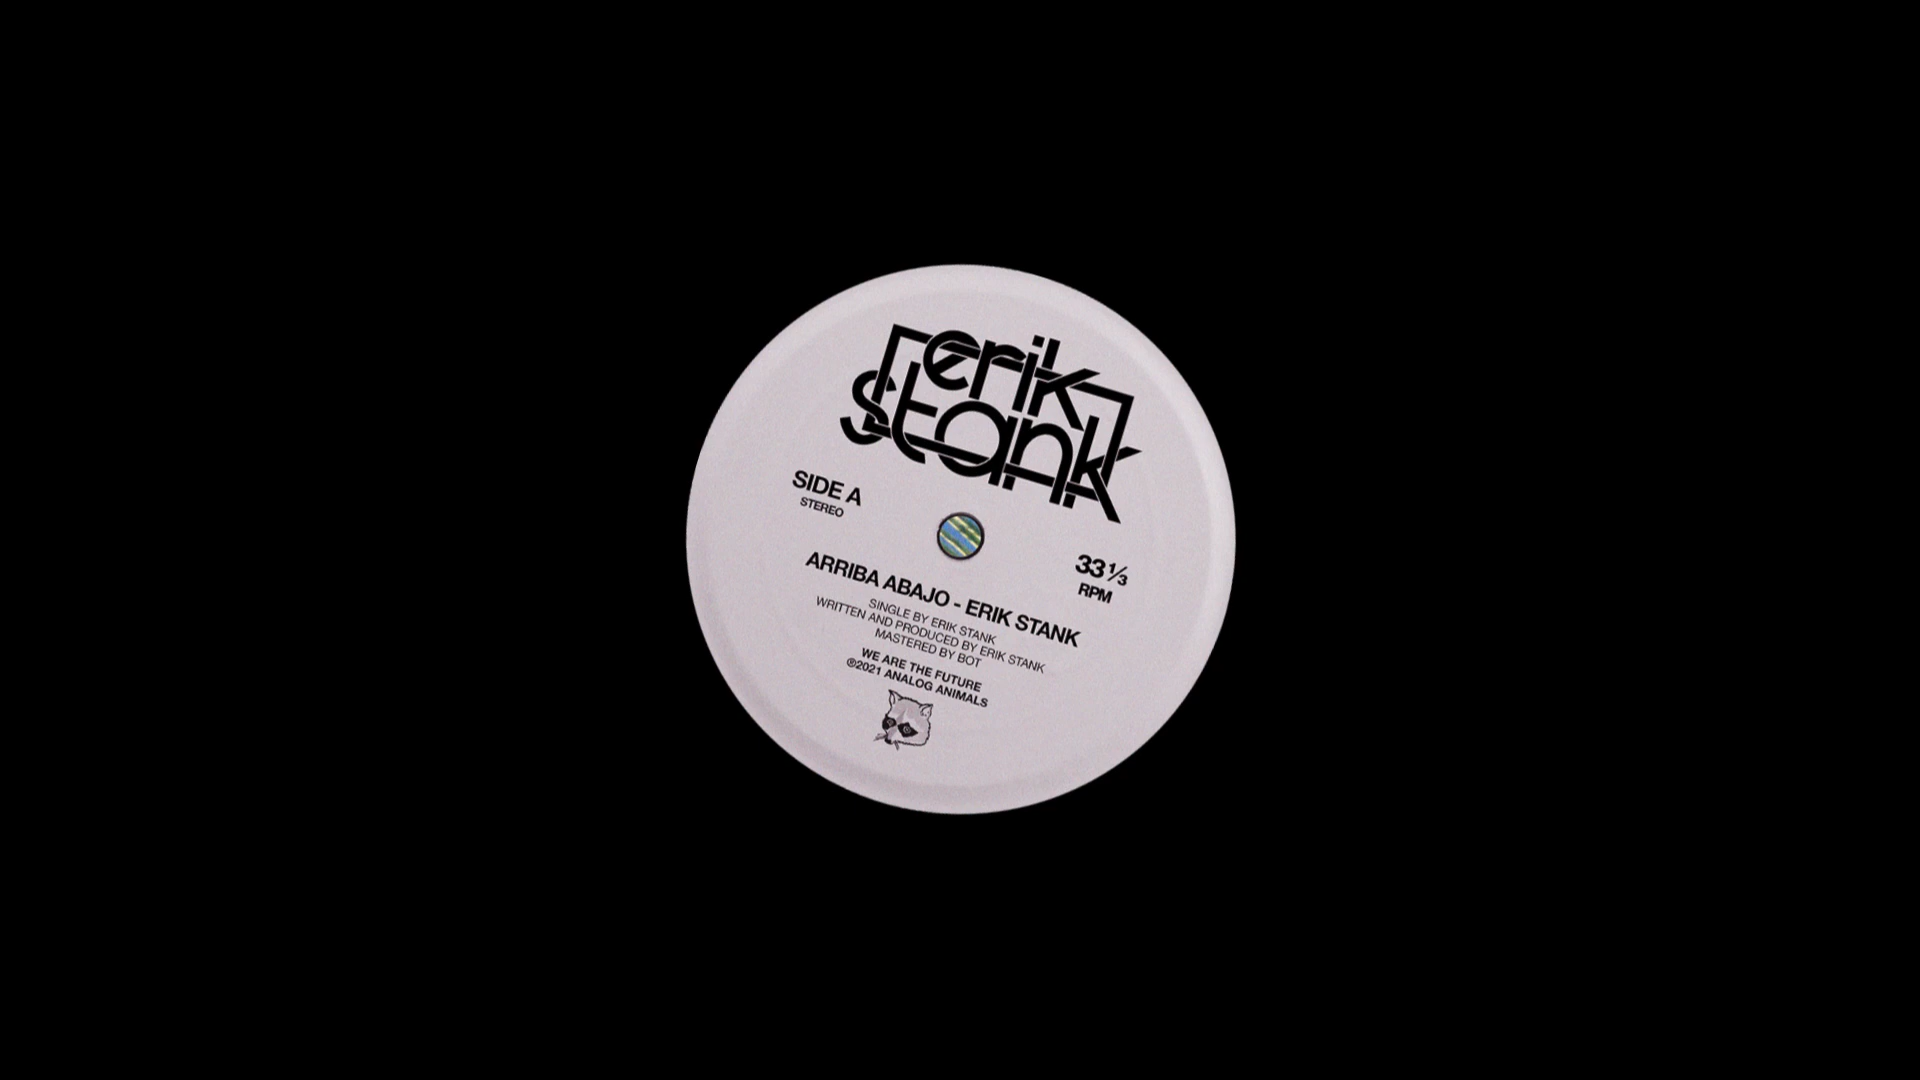 erik
stank
SIDE A
STEREO
33⅓
RPM
ARRIBA ABAJO - ERIK STANK
SINGLE BY ERIK STANK
WRITTEN AND PRODUCED BY ERIK STANK
MASTERED BY BOT
WE ARE THE FUTURE
®2021 ANALOG ANIMALS